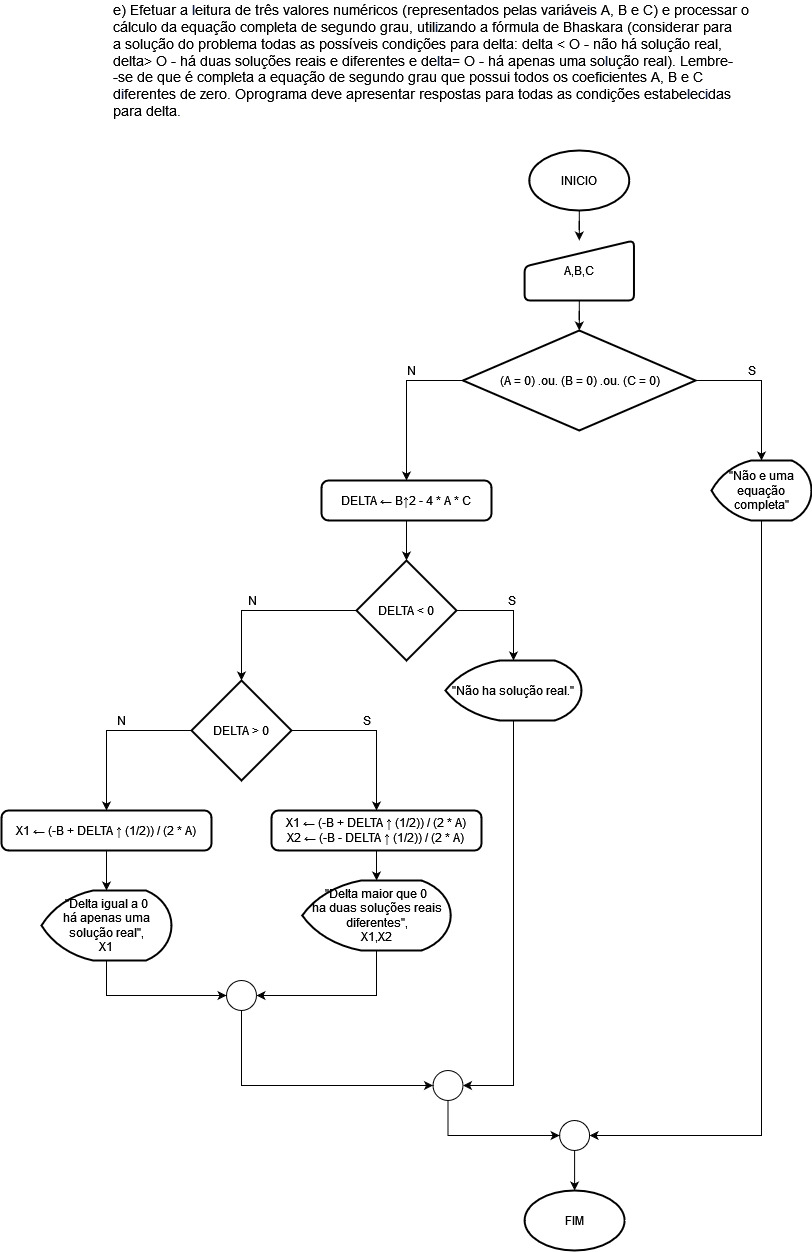 e) Efetuar a leitura de três valores numéricos (representados pelas variáveis A, B e C) e processar o
cálculo da equação completa de segundo grau, utilizando a fórmula de Bhaskara (considerar para
a solução do problema todas as possíveis condições para delta: delta < O - não há solução real,
delta> O - há duas soluções reais e diferentes e delta= O - há apenas uma solução real). Lembre-
-se de que é completa a equação de segundo grau que possui todos os coeficientes A, B e C
diferentes de zero. Oprograma deve apresentar respostas para todas as condições estabelecidas
para delta.
INICIO
A,B,C
N
S
(A = 0) .ou. (B = 0) .ou. (C = 0)
"Não e uma
equação
completa"
DELTA ← B↑2 - 4 * A * C
N
S
DELTA < 0
"Não ha solução real."
N
S
DELTA > 0
X1 ← (-B + DELTA ↑ (1/2)) / (2 * A)
X1 ← (-B + DELTA ↑ (1/2)) / (2 * A)
X2 ← (-B - DELTA ↑ (1/2)) / (2 * A)
"Delta igual a 0
há apenas uma
solução real",
X1
"Delta maior que 0
ha duas soluções reais
diferentes",
X1,X2
FIM